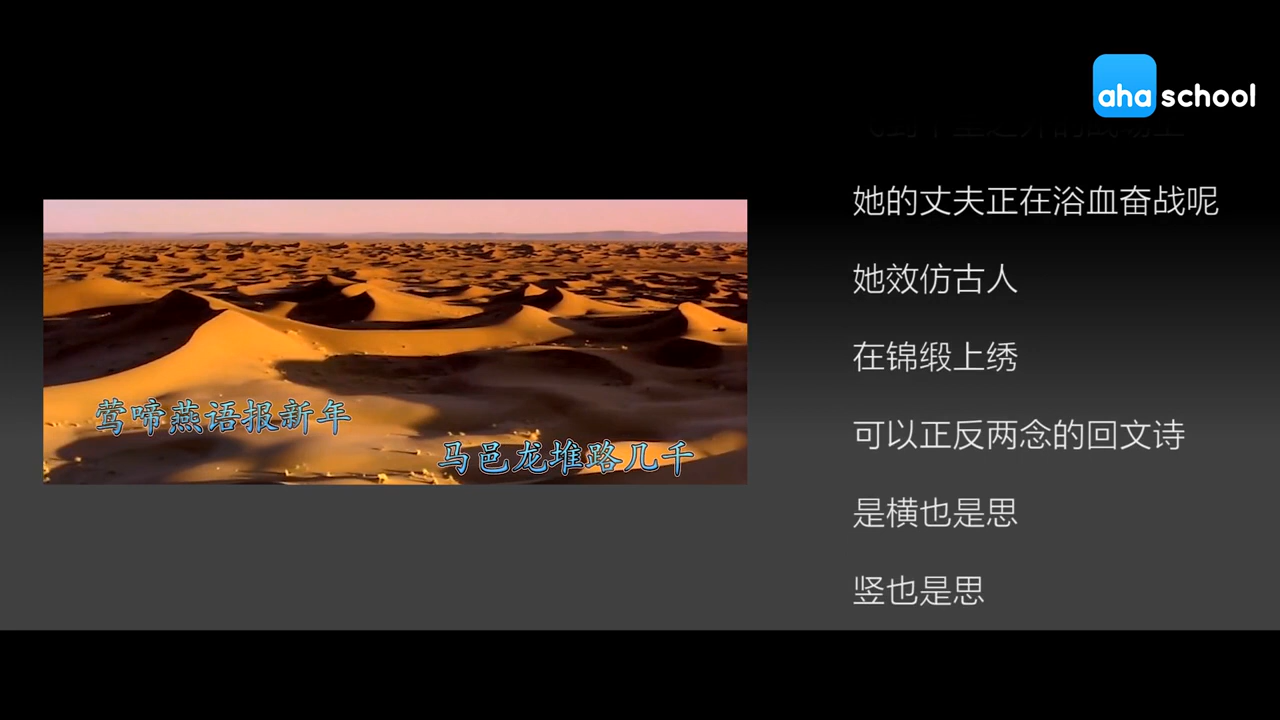 aha school
莺啼燕语报新年
马邑龙堆路几千
她的丈夫正在浴血奋战呢
她效仿古人
在锦缎上绣
可以正反两念的回文诗
是横也是思
竖也是思